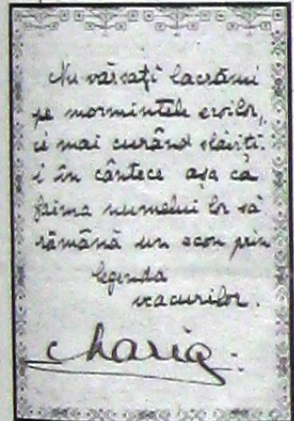 Nu vărsați lacrămi
pe mormintele eroilor,
ci mai curând slăviți-
i în cântece așa că
faima numelui lor să
rămână un ecou prin
legenda
veacurilor.
Maria